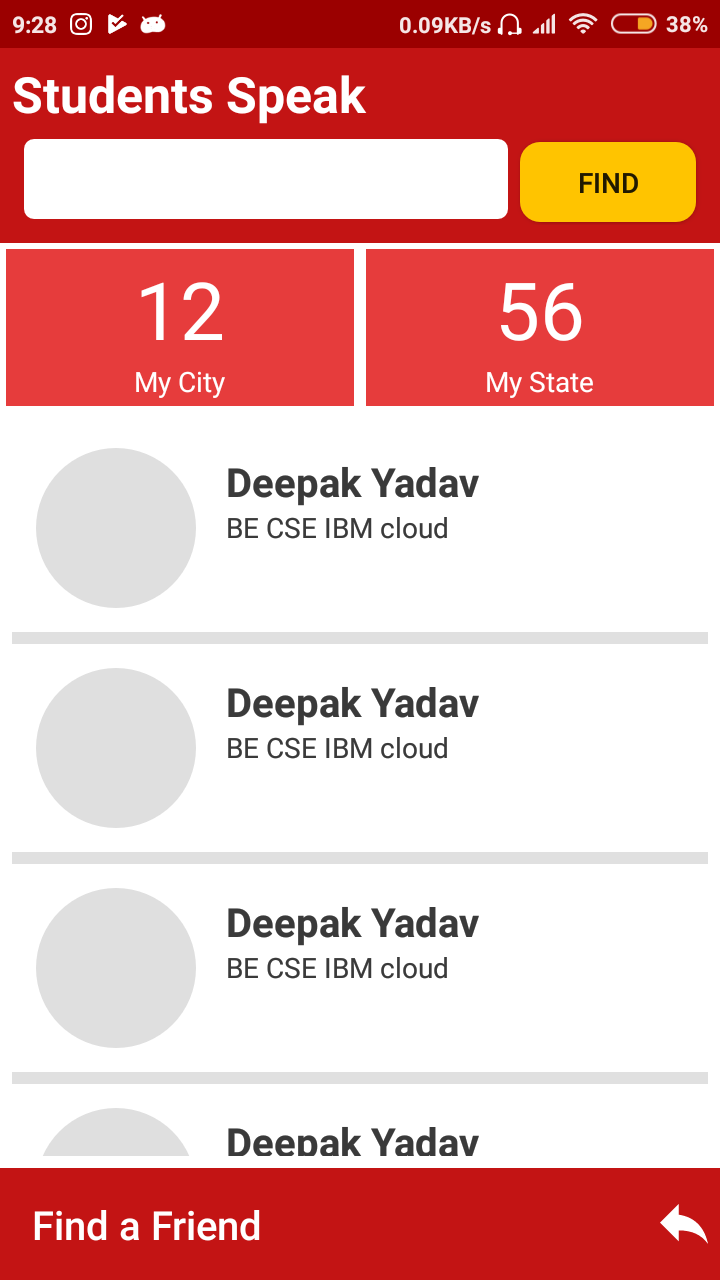 9:28 0.09KB/s 38%
Students Speak
FIND
12 56
My City My State
Deepak Yadav
BE CSE IBM cloud
Deepak Yadav
BE CSE IBM cloud
Deepak Yadav
BE CSE IBM cloud
Deepak Yadav
Find a Friend